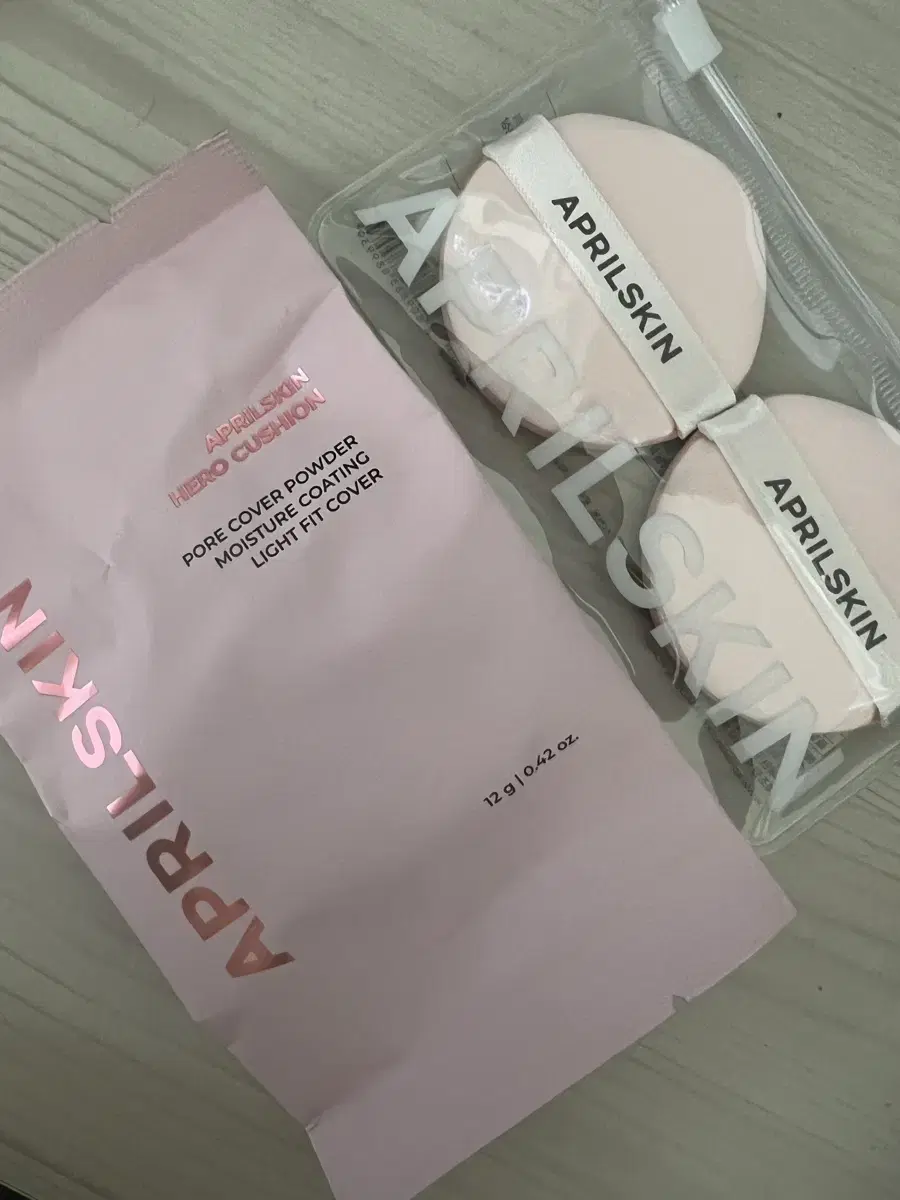 APRILSKIN
HERO CUSHION
PORE COVER POWDER
MOISTURE COATING
LIGHT FIT COVER
12 g | 0.42 oz.
APRILSKIN
APRILSKIN
APRILSKIN
APRILSKIN